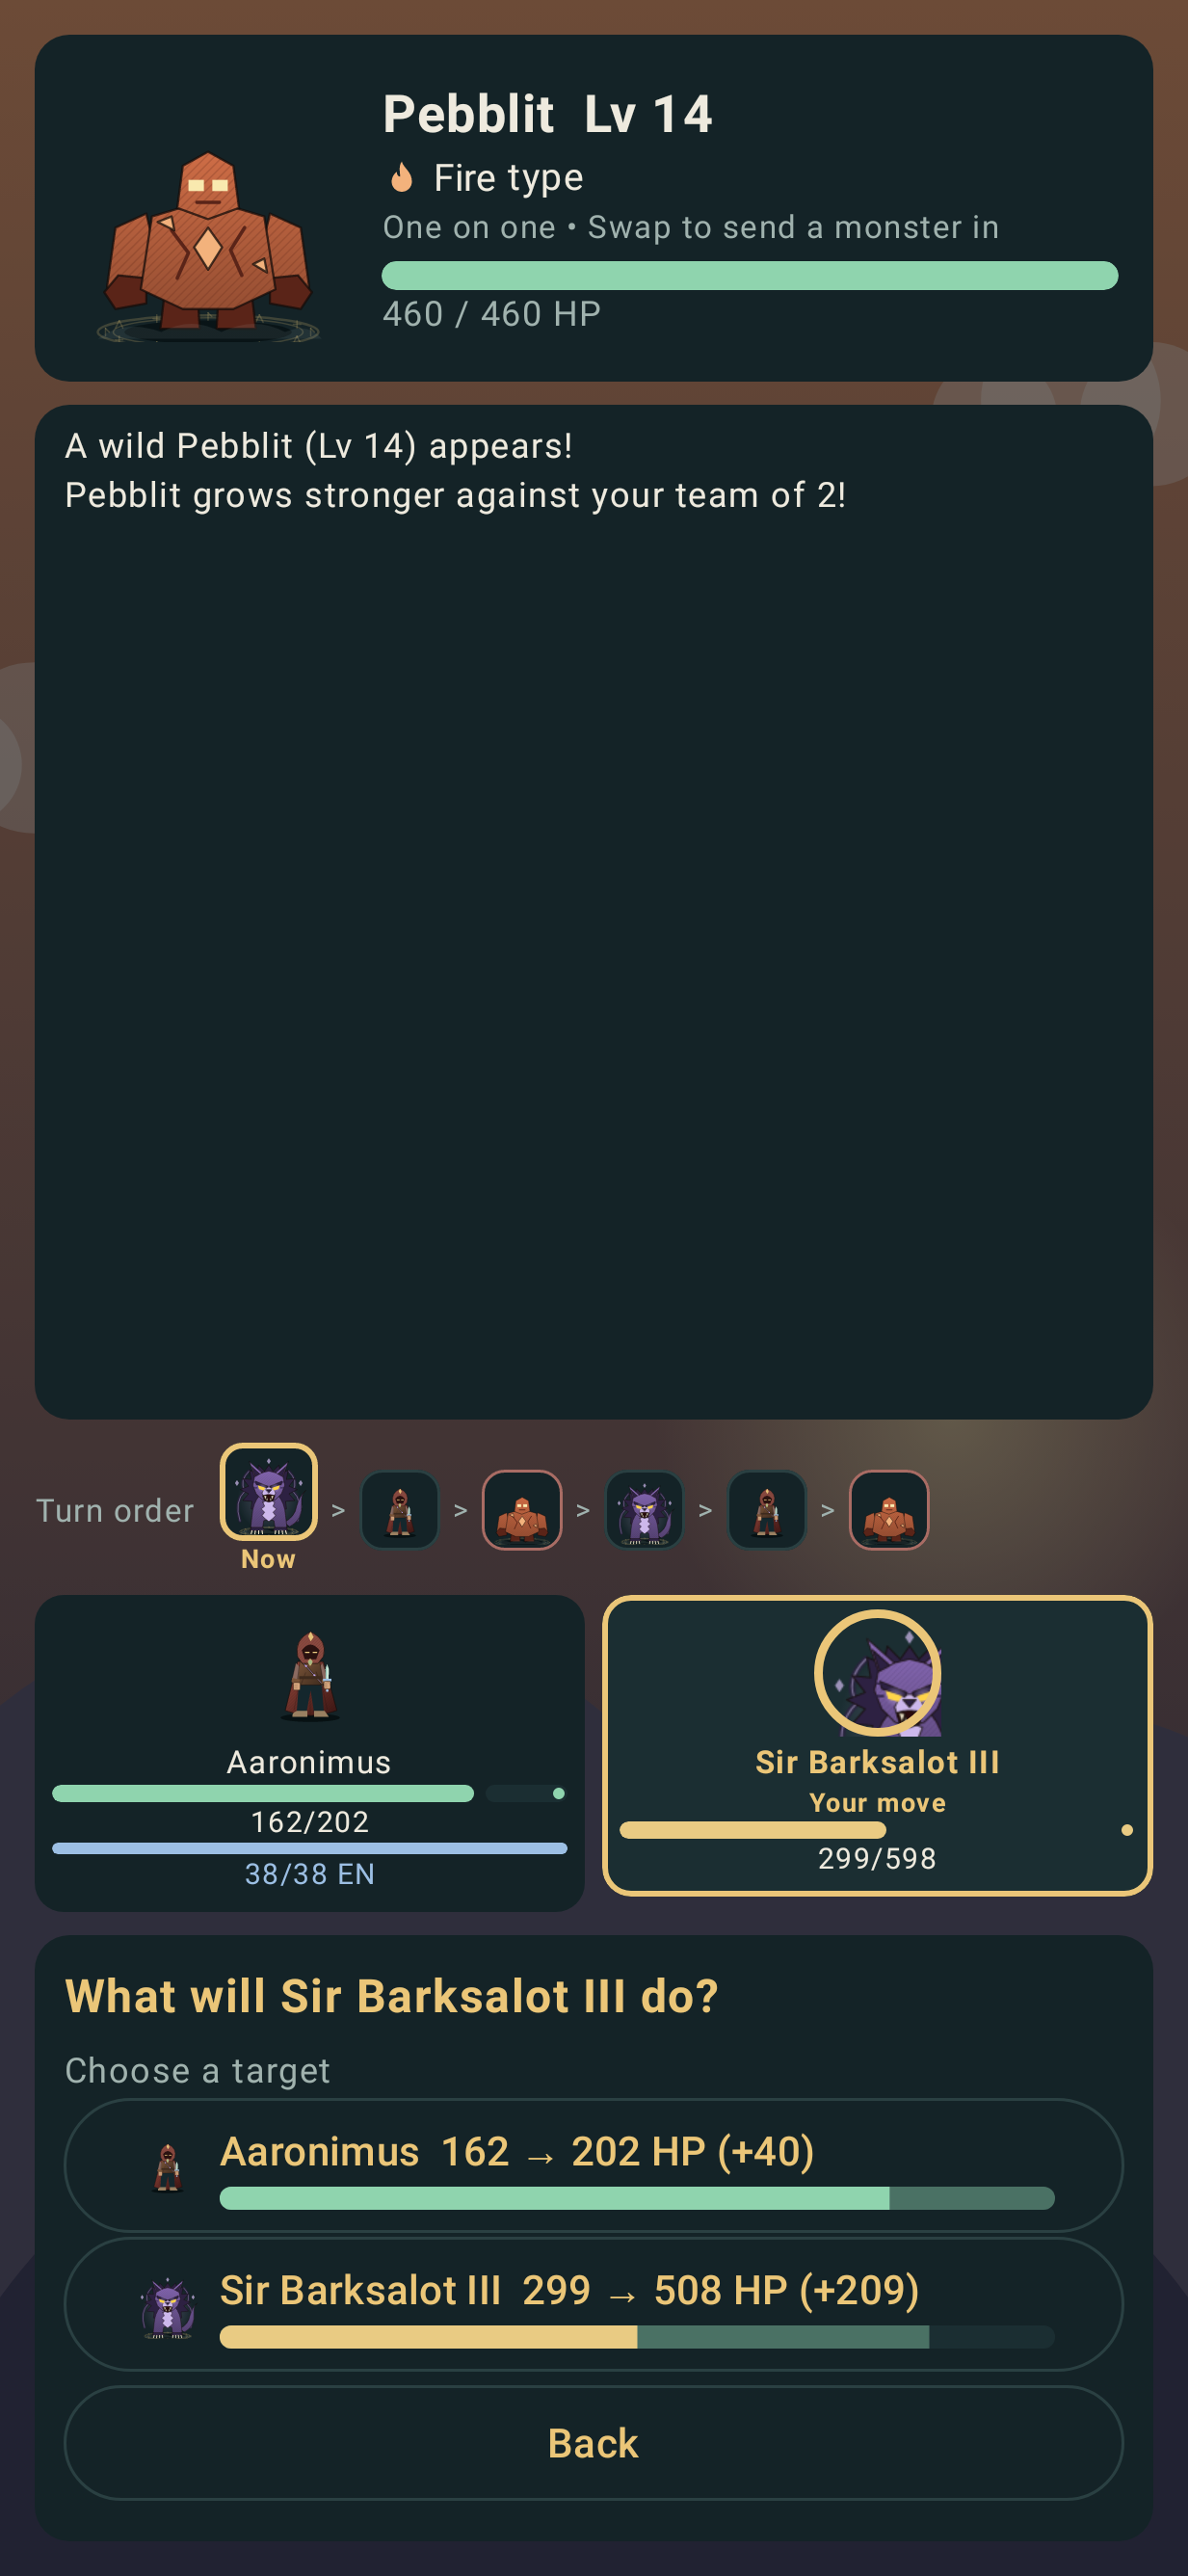 Pebblit Lv 14
Fire type
One on one • Swap to send a monster in
460 / 460 HP
A wild Pebblit (Lv 14) appears!
Pebblit grows stronger against your team of 2!
Turn order
>
>
>
>
>
Now
Aaronimus
162/202
38/38 EN
Sir Barksalot III
Your move
299/598
What will Sir Barksalot III do?
Choose a target
Aaronimus 162 → 202 HP (+40)
Sir Barksalot III 299 → 508 HP (+209)
Back